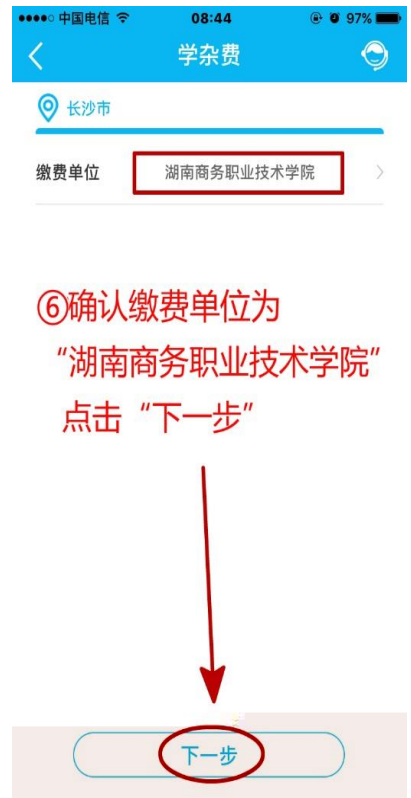 中国电信 08:44 97%
学杂费
长沙市
缴费单位 湖南商务职业技术学院
⑥确认缴费单位为
“湖南商务职业技术学院”
点击“下一步”
下一步